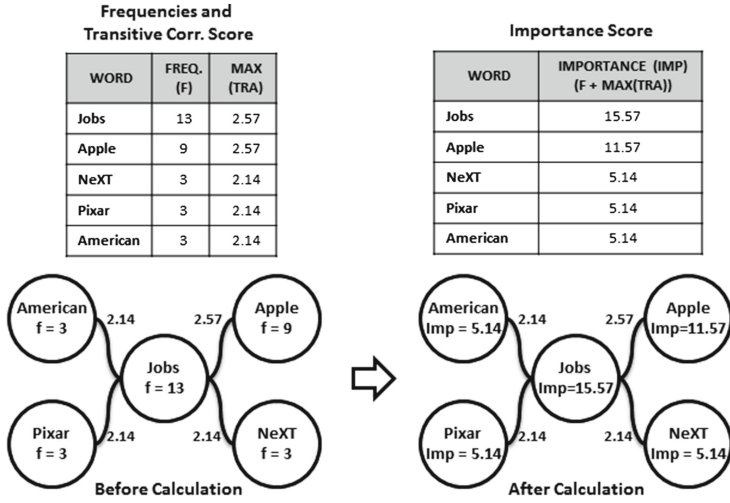 Frequencies and
Transitive Corr. Score
WORD FREQ. (F) MAX (TRA)
Jobs 13 2.57
Apple 9 2.57
NeXT 3 2.14
Pixar 3 2.14
American 3 2.14
Importance Score
WORD IMPORTANCE (IMP) (F + MAX(TRA))
Jobs 15.57
Apple 11.57
NeXT 5.14
Pixar 5.14
American 5.14
American
f = 3
2.14
2.57
Apple
f = 9
Jobs
f = 13
Pixar
f = 3
2.14
2.14
NeXT
f = 3
Before Calculation
American
Imp = 5.14
2.14
2.57
Apple
Imp=11.57
Jobs
Imp=15.57
Pixar
Imp = 5.14
2.14
2.14
NeXT
Imp = 5.14
After Calculation